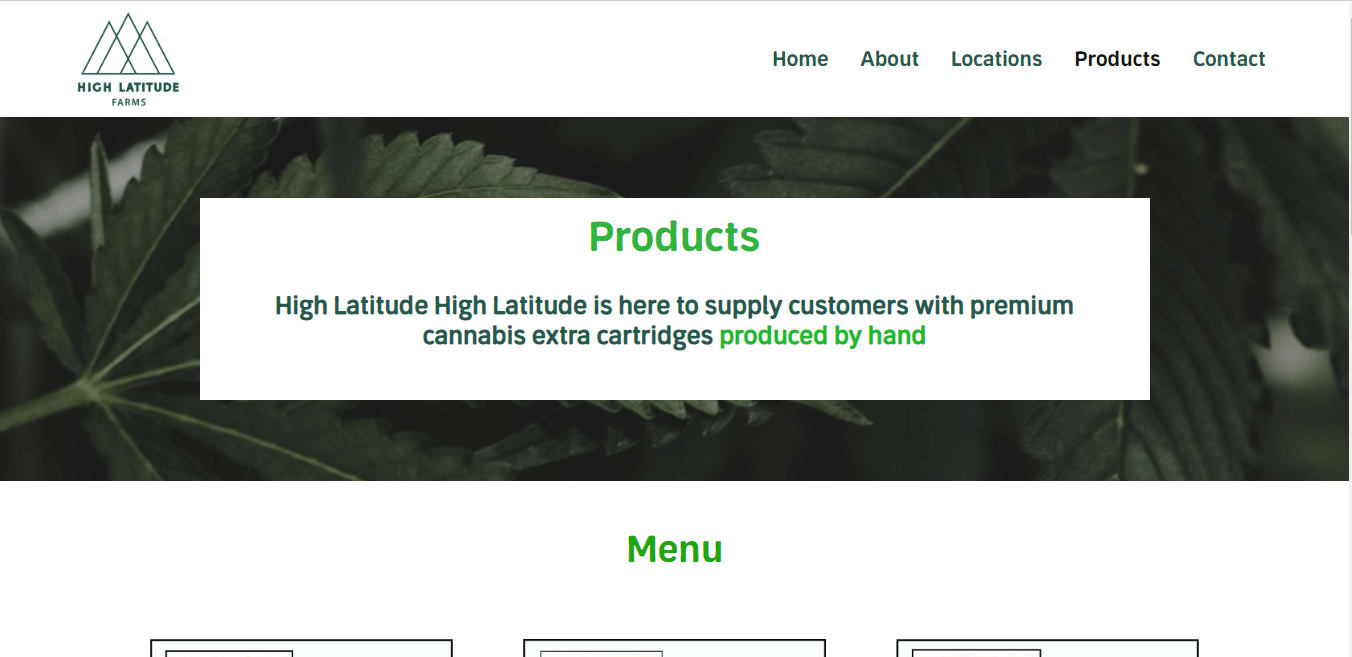 HIGH LATITUDE
FARMS
Home About Locations Products Contact
Products
High Latitude High Latitude is here to supply customers with premium
cannabis extra cartridges produced by hand
Menu